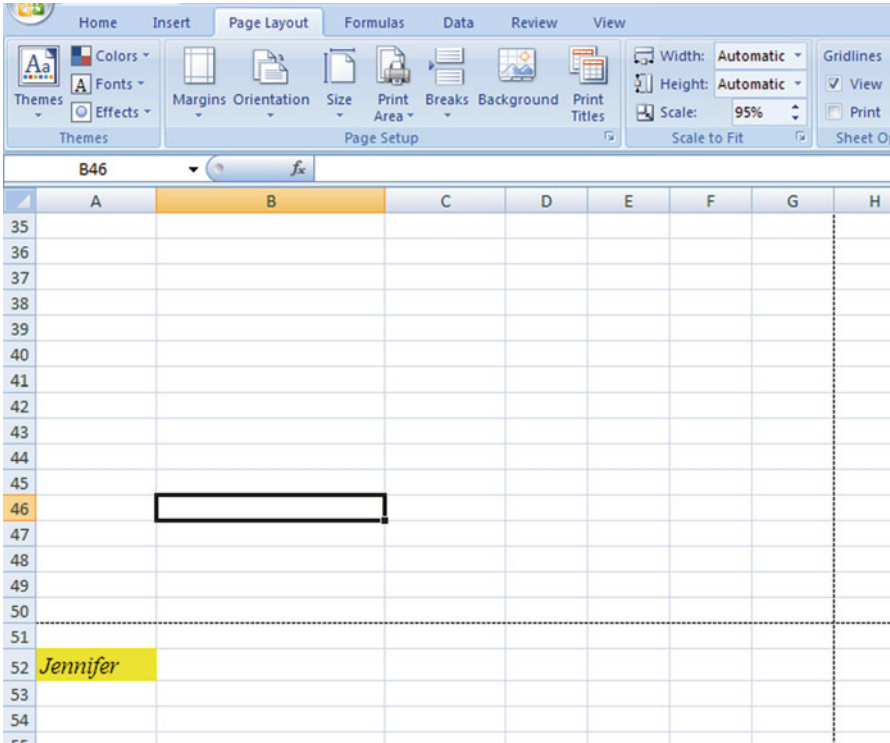 Home Insert Page Layout Formulas Data Review View
Colors Width: Automatic Gridlines
Fonts Height: Automatic View
Themes Effects Margins Orientation Size Print Area Breaks Background Print Titles Scale: 95% Print
Themes Page Setup Scale to Fit Sheet
B46 fx
A B C D E F G H
35
36
37
38
39
40
41
42
43
44
45
46
47
48
49
50
51
52 Jennifer
53
54